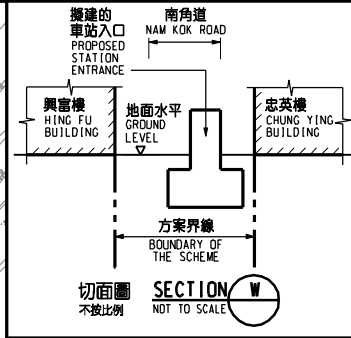 擬建的
車站入口
PROPOSED
STATION
ENTRANCE
南角道
NAM KOK ROAD
興富樓
HING FU
BUILDING
地面水平
GROUND
LEVEL
忠英樓
CHUNG YING
BUILDING
方案界線
BOUNDARY OF
THE SCHEME
切面圖
不按比例
SECTION W
NOT TO SCALE